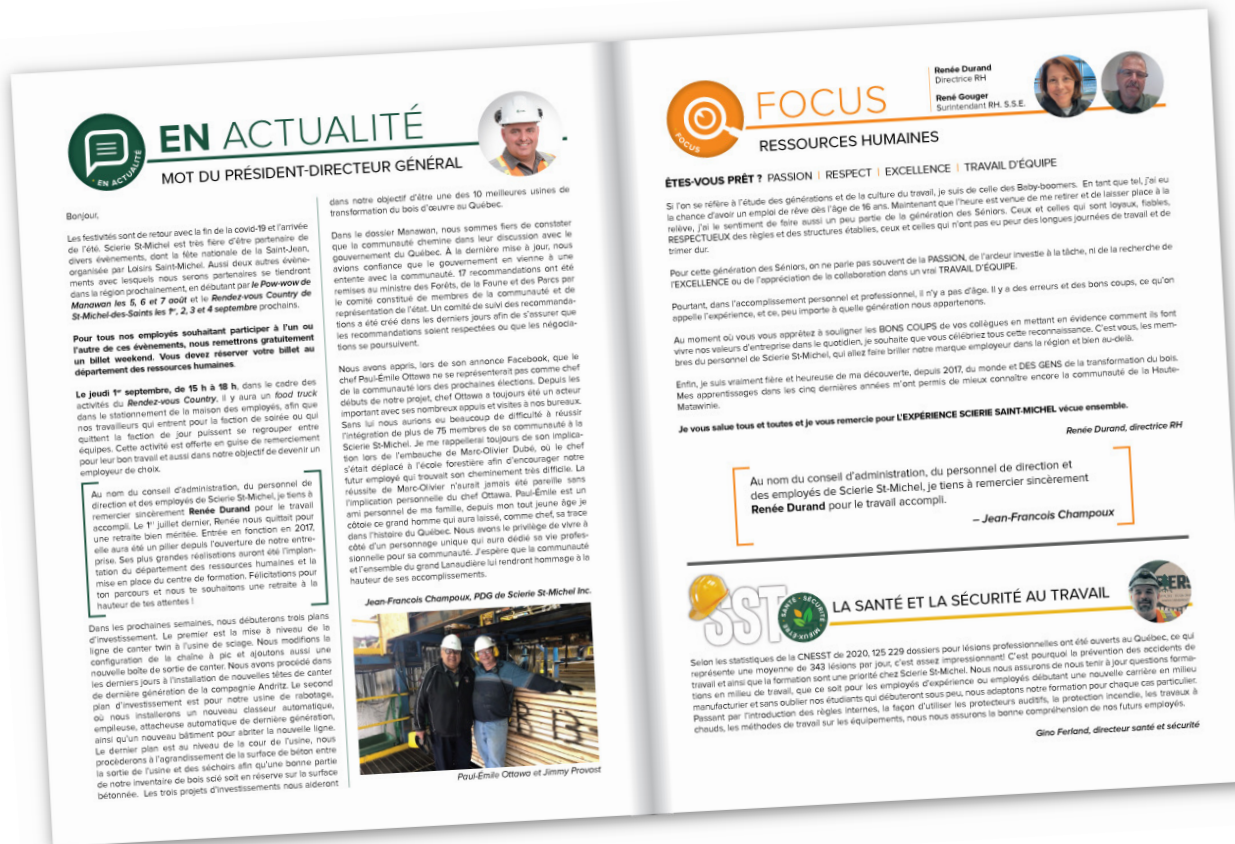 EN ACTUALITÉ
MOT DU PRÉSIDENT-DIRECTEUR GÉNÉRAL
- EN ACTUALITÉ
Bonjour,
Les festivités sont de retour avec la fin de la covid-19 et l'arrivée
de l'été. Scierie St-Michel est très fière d'être partenaire de
divers évènements, dont la fête nationale de la Saint-Jean,
organisée par Loisirs Saint-Michel. Aussi deux autres évène-
ments avec lesquels nous serons partenaires se tiendront
dans la région prochainement, en débutant par le Pow-wow de
Manawan les 5, 6 et 7 août et le Rendez-vous Country de
St-Michel-des-Saints les 1er, 2, 3 et 4 septembre prochains.
Pour tous nos employés souhaitant participer à l'un ou
l'autre de ces évènements, nous remettrons gratuitement
un billet weekend. Vous devez réserver votre billet au
département des ressources humaines.
Le jeudi 1er septembre, de 15 h à 18 h, dans le cadre des
activités du Rendez-vous Country, il y aura un food truck
dans le stationnement de la maison des employés, afin que
nos travailleurs qui entrent pour la faction de soirée ou qui
quittent la faction de jour puissent se regrouper entre
équipes. Cette activité est offerte en guise de remerciement
pour leur bon travail et aussi dans notre objectif de devenir un
employeur de choix.
Au nom du conseil d'administration, du personnel de
direction et des employés de Scierie St-Michel, je tiens à
remercier sincèrement Renée Durand pour le travail
accompli. Le 1er juillet dernier, Renée nous quittait pour
une retraite bien méritée. Entrée en fonction en 2017,
elle aura été un pilier depuis l'ouverture de notre entre-
prise. Ses plus grandes réalisations auront été l'implan-
tation du département des ressources humaines et la
mise en place du centre de formation. Félicitations pour
ton parcours et nous te souhaitons une retraite à la
hauteur de tes attentes !
Dans les prochaines semaines, nous débuterons trois plans
d'investissement. Le premier est la mise à niveau de la
ligne de canter twin à l'usine de sciage. Nous modifions la
configuration de la chaîne à pic et ajoutons aussi une
nouvelle boîte de sortie de canter. Nous avons procédé dans
les derniers jours à l'installation de nouvelles têtes de canter
de dernière génération de la compagnie Andritz. Le second
plan d'investissement est pour notre usine de rabotage,
où nous installerons un nouveau classeur automatique,
empileuse, attacheuse automatique de dernière génération,
ainsi qu'un nouveau bâtiment pour abriter la nouvelle ligne.
Le dernier plan est au niveau de la cour de l'usine, nous
procèderons à l'agrandissement de la surface de béton entre
la sortie de l'usine et des séchoirs afin qu'une bonne partie
de notre inventaire de bois scié soit en réserve sur la surface
bétonnée. Les trois projets d'investissements nous aideront
dans notre objectif d'être une des 10 meilleures usines de
transformation du bois d'œuvre au Québec.
Dans le dossier Manawan, nous sommes fiers de constater
que la communauté chemine dans leur discussion avec le
gouvernement du Québec. À la dernière mise à jour, nous
avions confiance que le gouvernement en vienne à une
entente avec la communauté. 17 recommandations ont été
remises au ministre des Forêts, de la Faune et des Parcs par
le comité constitué de membres de la communauté et de
représentation de l'état. Un comité de suivi des recommanda-
tions a été créé dans les derniers jours afin de s'assurer que
les recommandations soient respectées ou que les négocia-
tions se poursuivent.
Nous avons appris, lors de son annonce Facebook, que le
chef Paul-Émile Ottawa ne se représenterait pas comme chef
de la communauté lors des prochaines élections. Depuis les
débuts de notre projet, chef Ottawa a toujours été un acteur
important avec ses nombreux appuis et visites à nos bureaux.
Sans lui nous aurions eu beaucoup de difficulté à réussir
l'intégration de plus de 75 membres de sa communauté à la
Scierie St-Michel. Je me rappellerai toujours de son implica-
tion lors de l'embauche de Marc-Olivier Dubé, où le chef
s'était déplacé à l'école forestière afin d'encourager notre
futur employé qui trouvait son cheminement très difficile. La
réussite de Marc-Olivier n'aurait jamais été pareille sans
l'implication personnelle du chef Ottawa. Paul-Émile est un
ami personnel de ma famille, depuis mon tout jeune âge je
côtoie ce grand homme qui aura laissé, comme chef, sa trace
dans l'histoire du Québec. Nous avons le privilège de vivre à
côté d'un personnage unique qui aura dédié sa vie profes-
sionnelle pour sa communauté. J'espère que la communauté
et l'ensemble du grand Lanaudière lui rendront hommage à la
hauteur de ses accomplissements.
Jean-Francois Champoux, PDG de Scierie St-Michel Inc.
Paul-Émile Ottawa et Jimmy Provost
FOCUS
FOCUS
RESSOURCES HUMAINES
Renée Durand
Directrice RH
René Gouger
Surintendant RH, S.S.E.
ÊTES-VOUS PRÊT ? PASSION | RESPECT | EXCELLENCE | TRAVAIL D'ÉQUIPE
Si l'on se réfère à l'étude des générations et de la culture du travail, je suis de celle des Baby-boomers. En tant que tel, j'ai eu
la chance d'avoir un emploi de rêve dès l'âge de 16 ans. Maintenant que l'heure est venue de me retirer et de laisser place à la
relève, j'ai le sentiment de faire aussi un peu partie de la génération des Séniors. Ceux et celles qui sont loyaux, fiables,
RESPECTUEUX des règles et des structures établies, ceux et celles qui n'ont pas eu peur des longues journées de travail et de
trimer dur.
Pour cette génération des Séniors, on ne parle pas souvent de la PASSION, de l'ardeur investie à la tâche, ni de la recherche de
l'EXCELLENCE ou de l'appréciation de la collaboration dans un vrai TRAVAIL D'ÉQUIPE.
Pourtant, dans l'accomplissement personnel et professionnel, il n'y a pas d'âge. Il y a des erreurs et des bons coups, ce qu'on
appelle l'expérience, et ce, peu importe à quelle génération nous appartenons.
Au moment où vous vous apprêtez à souligner les BONS COUPS de vos collègues en mettant en évidence comment ils font
vivre nos valeurs d'entreprise dans le quotidien, je souhaite que vous célébriez tous cette reconnaissance. C'est vous, les mem-
bres du personnel de Scierie St-Michel, qui allez faire briller notre marque employeur dans la région et bien au-delà.
Enfin, je suis vraiment fière et heureuse de ma découverte, depuis 2017, du monde et DES GENS de la transformation du bois.
Mes apprentissages dans les cinq dernières années m'ont permis de mieux connaître encore la communauté de la Haute-
Matawinie.
Je vous salue tous et toutes et je vous remercie pour L'EXPÉRIENCE SCIERIE SAINT-MICHEL vécue ensemble.
Renée Durand, directrice RH
Au nom du conseil d'administration, du personnel de direction et
des employés de Scierie St-Michel, je tiens à remercier sincèrement
Renée Durand pour le travail accompli.
– Jean-Francois Champoux
SST
SANTÉ - SÉCURITÉ - MIEUX-ÊTRE
LA SANTÉ ET LA SÉCURITÉ AU TRAVAIL
Selon les statistiques de la CNESST de 2020, 125 229 dossiers pour lésions professionnelles ont été ouverts au Québec, ce qui
représente une moyenne de 343 lésions par jour, c'est assez impressionnant! C'est pourquoi la prévention des accidents de
travail et ainsi que la formation sont une priorité chez Scierie St-Michel. Nous nous assurons de nous tenir à jour questions forma-
tions en milieu de travail, que ce soit pour les employés d'expérience ou employés débutant une nouvelle carrière en milieu
manufacturier et sans oublier nos étudiants qui débuteront sous peu, nous adaptons notre formation pour chaque cas particulier.
Passant par l'introduction des règles internes, la façon d'utiliser les protecteurs auditifs, la protection incendie, les travaux à
chauds, les méthodes de travail sur les équipements, nous nous assurons la bonne compréhension de nos futurs employés.
Gino Ferland, directeur santé et sécurité